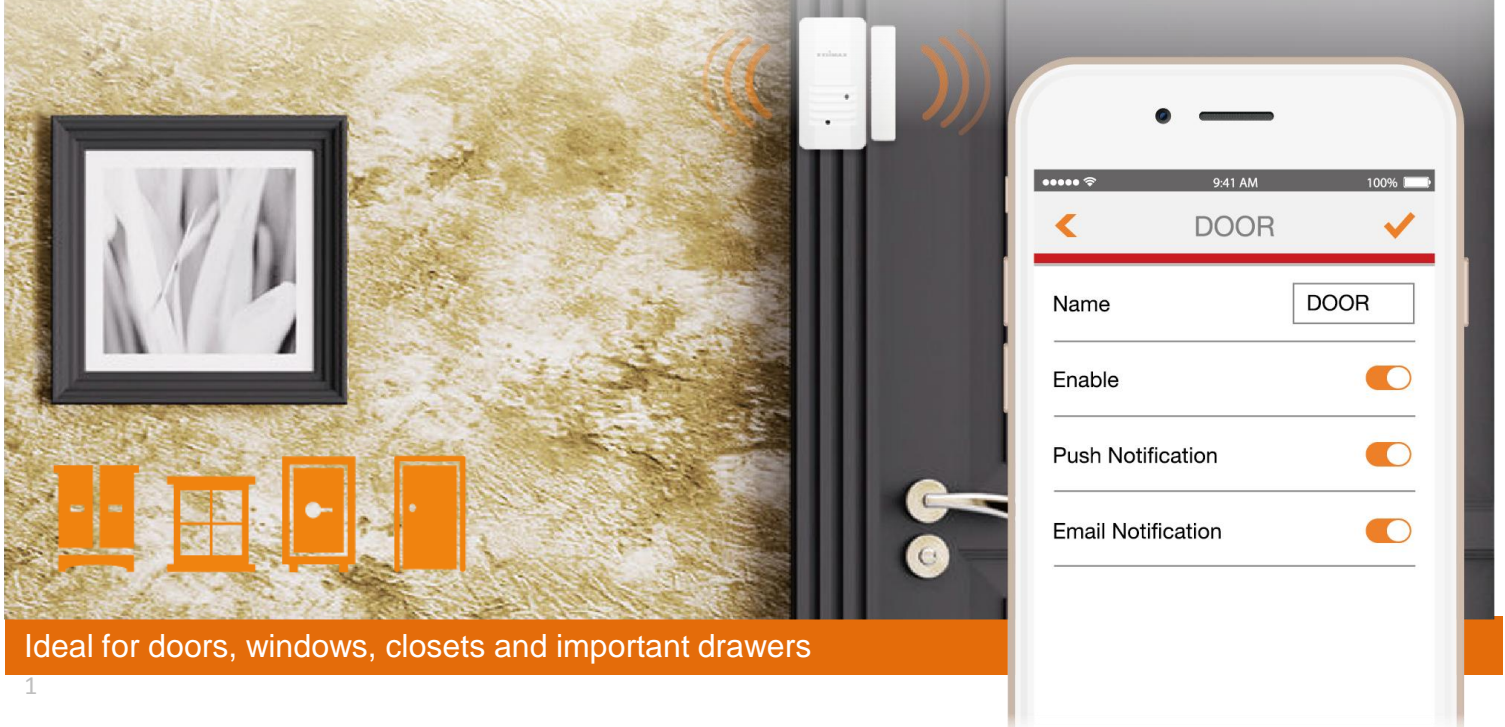 EDIMAX
9:41 AM 100%
DOOR
Name DOOR
Enable
Push Notification
Email Notification
Ideal for doors, windows, closets and important drawers
1